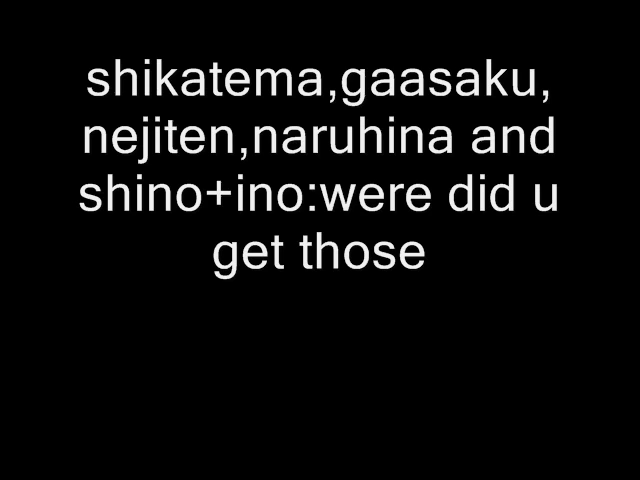 shikatema,gaasaku,
nejiten,naruhina and
shino+ino:were did u
get those